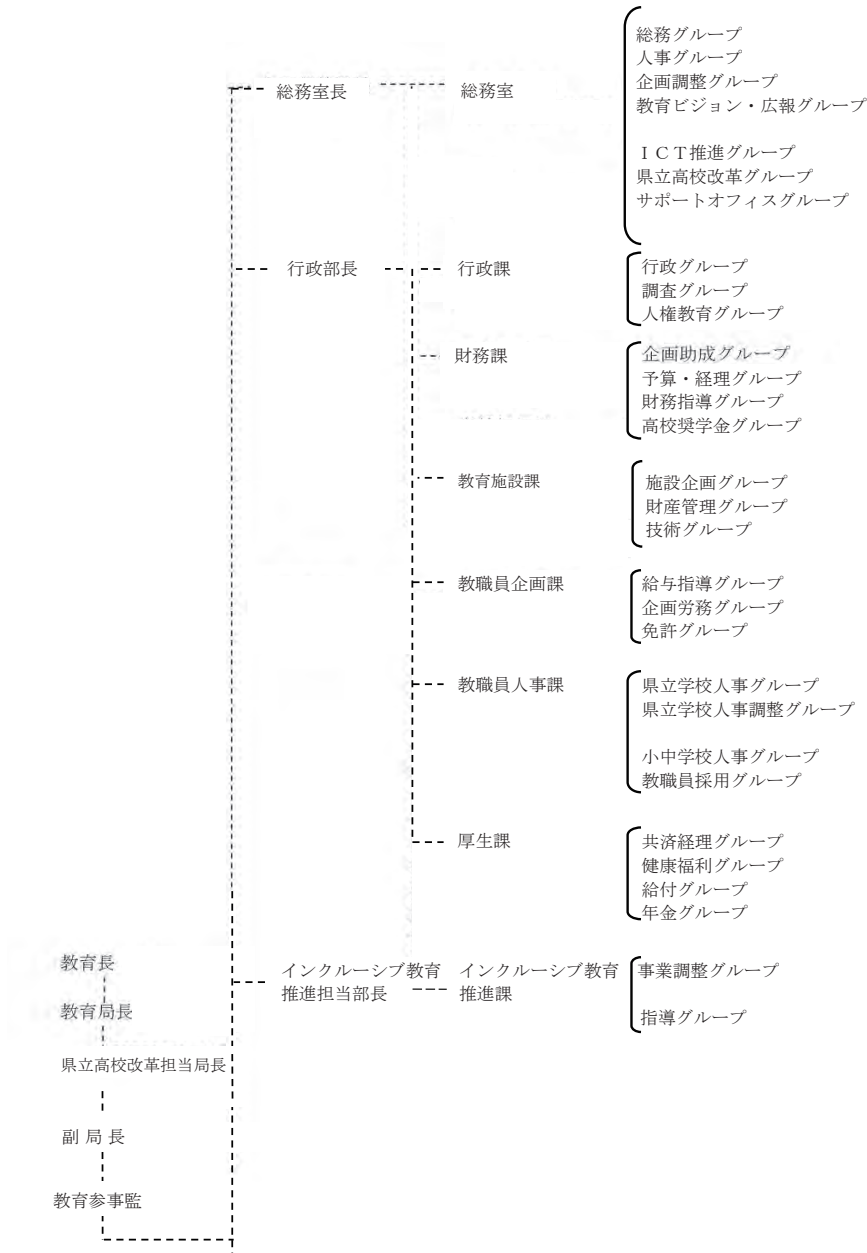 総務室長
総務室
総務グループ
人事グループ
企画調整グループ
教育ビジョン・広報グループ
ＩＣＴ推進グループ
県立高校改革グループ
サポートオフィスグループ
行政部長
行政課
行政グループ
調査グループ
人権教育グループ
財務課
企画助成グループ
予算・経理グループ
財務指導グループ
高校奨学金グループ
教育施設課
施設企画グループ
財産管理グループ
技術グループ
教職員企画課
給与指導グループ
企画労務グループ
免許グループ
教職員人事課
県立学校人事グループ
県立学校人事調整グループ
小中学校人事グループ
教職員採用グループ
厚生課
共済経理グループ
健康福利グループ
給付グループ
年金グループ
インクルーシブ教育
推進担当部長
インクルーシブ教育
推進課
事業調整グループ
指導グループ
教育長
教育局長
県立高校改革担当局長
副 局 長
教育参事監